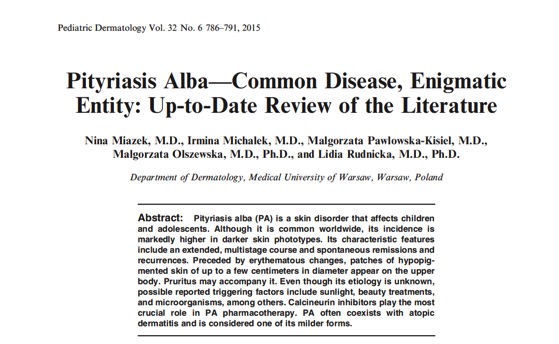 Pediatric Dermatology Vol. 32 No. 6 786–791, 2015
Pityriasis Alba—Common Disease, Enigmatic
Entity: Up-to-Date Review of the Literature
Nina Miazek, M.D., Irmina Michalek, M.D., Malgorzata Pawlowska-Kisiel, M.D.,
Malgorzata Olszewska, M.D., Ph.D., and Lidia Rudnicka, M.D., Ph.D.
Department of Dermatology, Medical University of Warsaw, Warsaw, Poland
Abstract: Pityriasis alba (PA) is a skin disorder that affects children
and adolescents. Although it is common worldwide, its incidence is
markedly higher in darker skin phototypes. Its characteristic features
include an extended, multistage course and spontaneous remissions and
recurrences. Preceded by erythematous changes, patches of hypopig-
mented skin of up to a few centimeters in diameter appear on the upper
body. Pruritus may accompany it. Even though its etiology is unknown,
possible reported triggering factors include sunlight, beauty treatments,
and microorganisms, among others. Calcineurin inhibitors play the most
crucial role in PA pharmacotherapy. PA often coexists with atopic
dermatitis and is considered one of its milder forms.